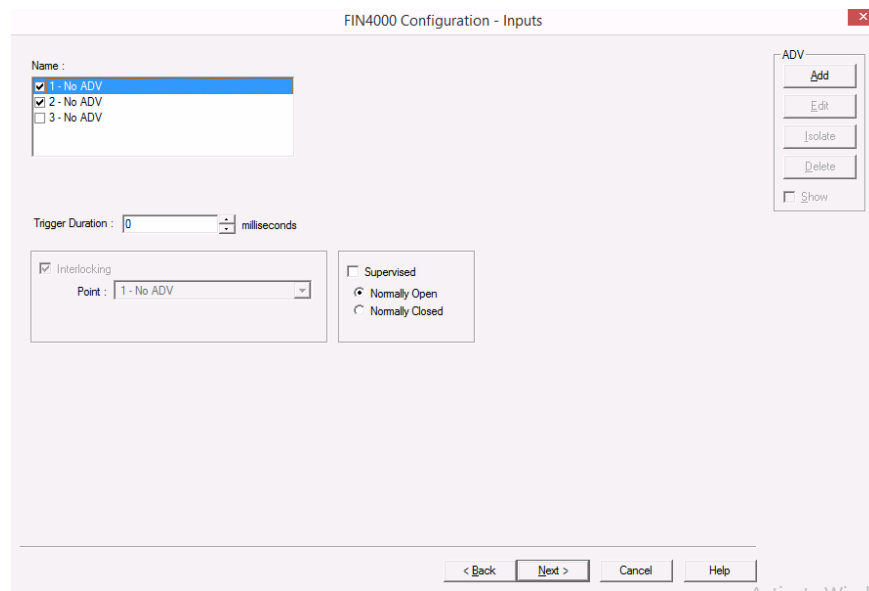 FIN4000 Configuration - Inputs
Name :
1 - No ADV
2 - No ADV
3 - No ADV
ADV
Add
Edit
Isolate
Delete
Show
Trigger Duration : 0 milliseconds
Interlocking
Point : 1 - No ADV
Supervised
Normally Open
Normally Closed
< Back Next > Cancel Help